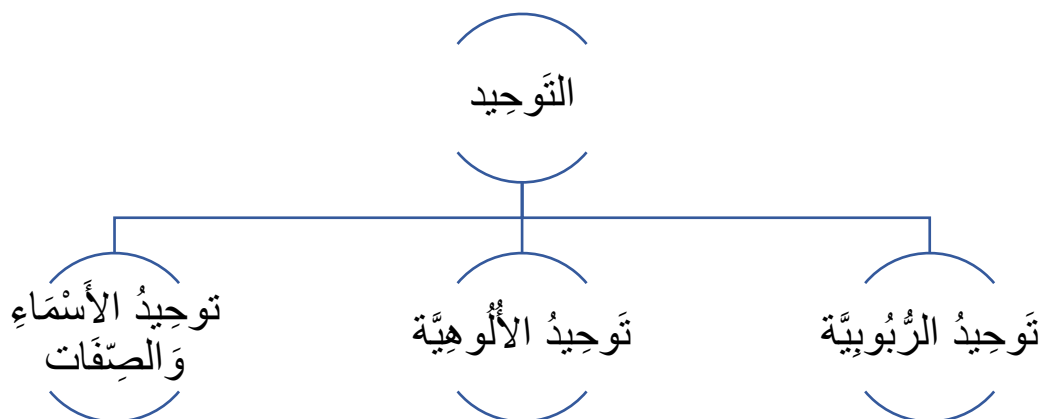 التَوحِيد
تَوحِيدُ الرُّبُوبِيَّة
تَوحِيدُ الأُلُوهِيَّة
توحِيدُ الأَسْمَاءِ
وَالصِّفَات